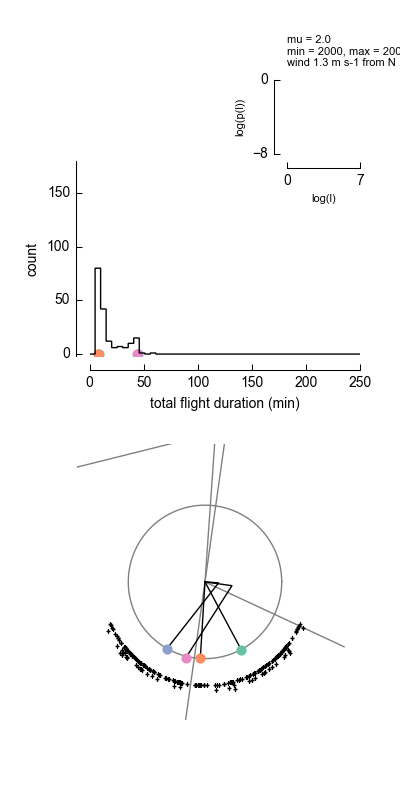 mu = 2.0
min = 2000, max = 200
wind 1.3 m s-1 from N
0
log(p(l))
−8
0 7
log(l)
150
100
50
0
count
0 50 100 150 200 250
total flight duration (min)